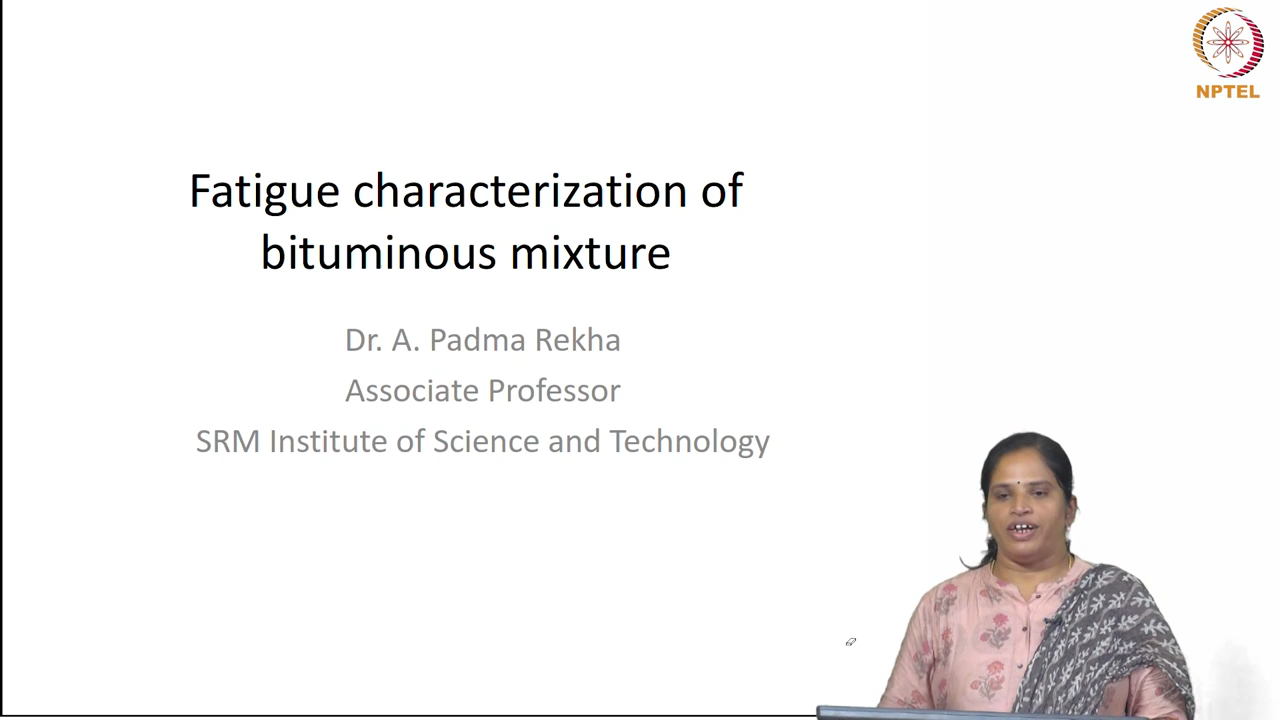 NPTEL
Fatigue characterization of
bituminous mixture
Dr. A. Padma Rekha
Associate Professor
SRM Institute of Science and Technology